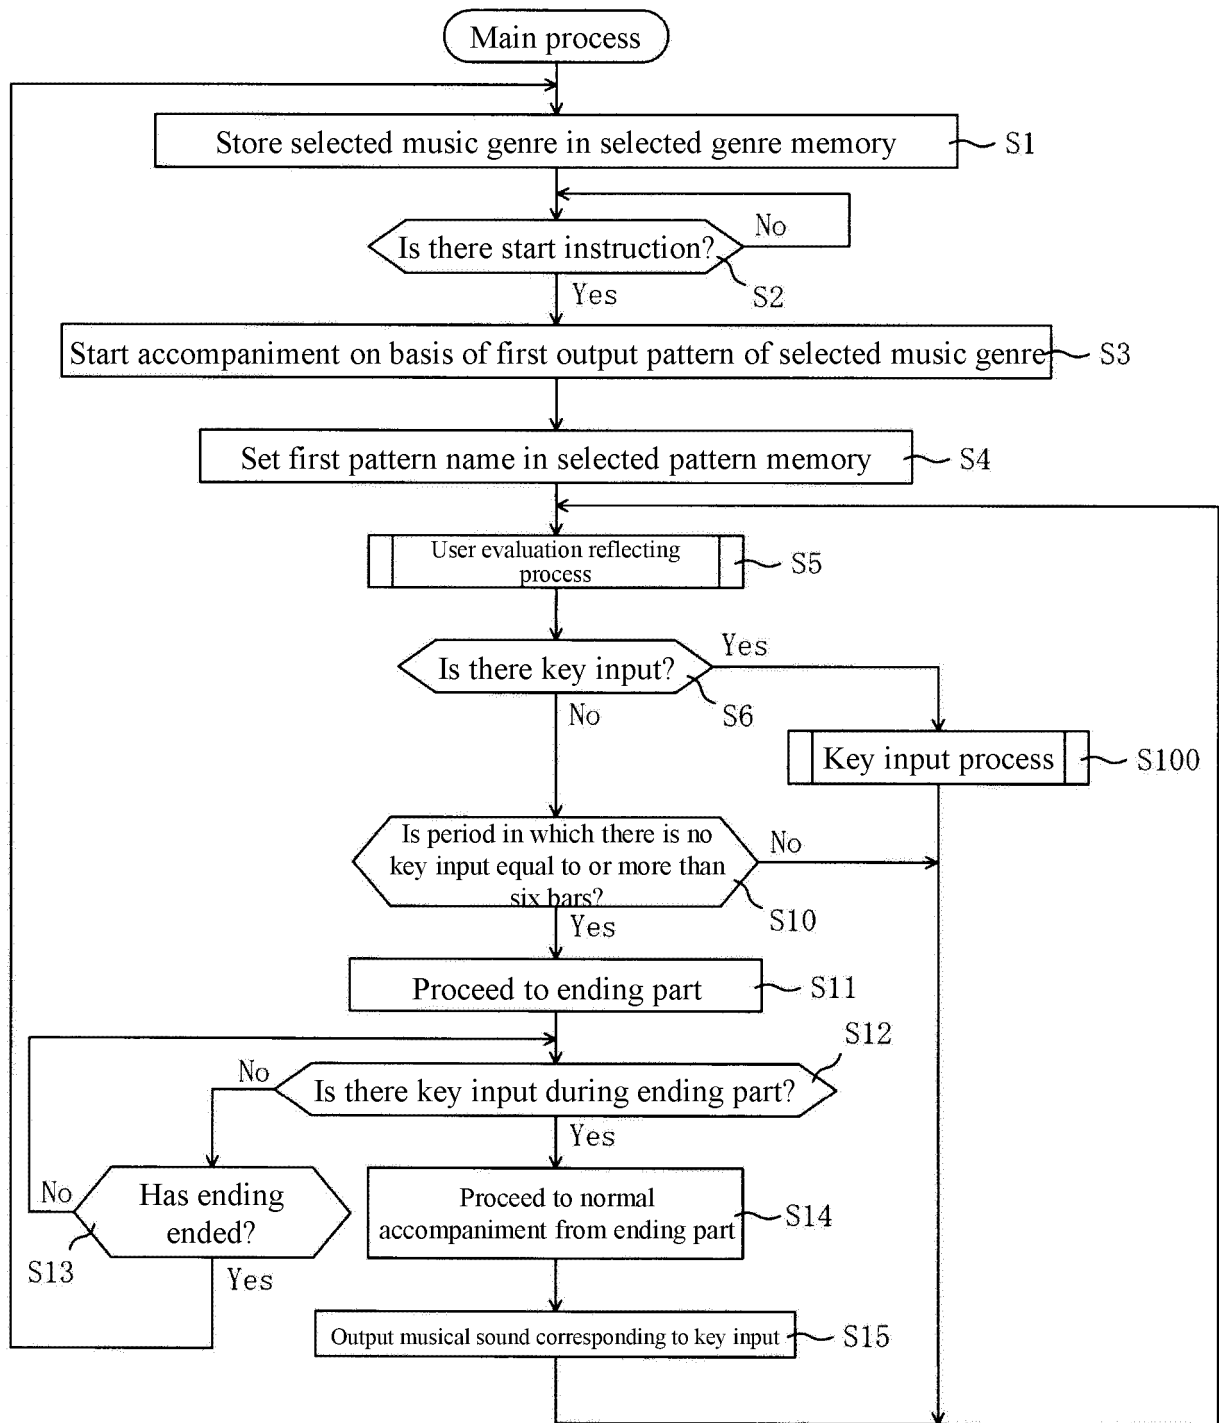 Main process
Store selected music genre in selected genre memory
S1
Is there start instruction?
No
S2
Yes
Start accompaniment on basis of first output pattern of selected music genre
S3
Set first pattern name in selected pattern memory
S4
User evaluation reflecting
process
S5
Is there key input?
Yes
S6
No
Key input process
S100
Is period in which there is no
key input equal to or more than
six bars?
No
S10
Yes
Proceed to ending part
S11
S12
Is there key input during ending part?
No
Yes
Has ending
ended?
No
S13
Yes
Proceed to normal
accompaniment from ending part
S14
Output musical sound corresponding to key input
S15